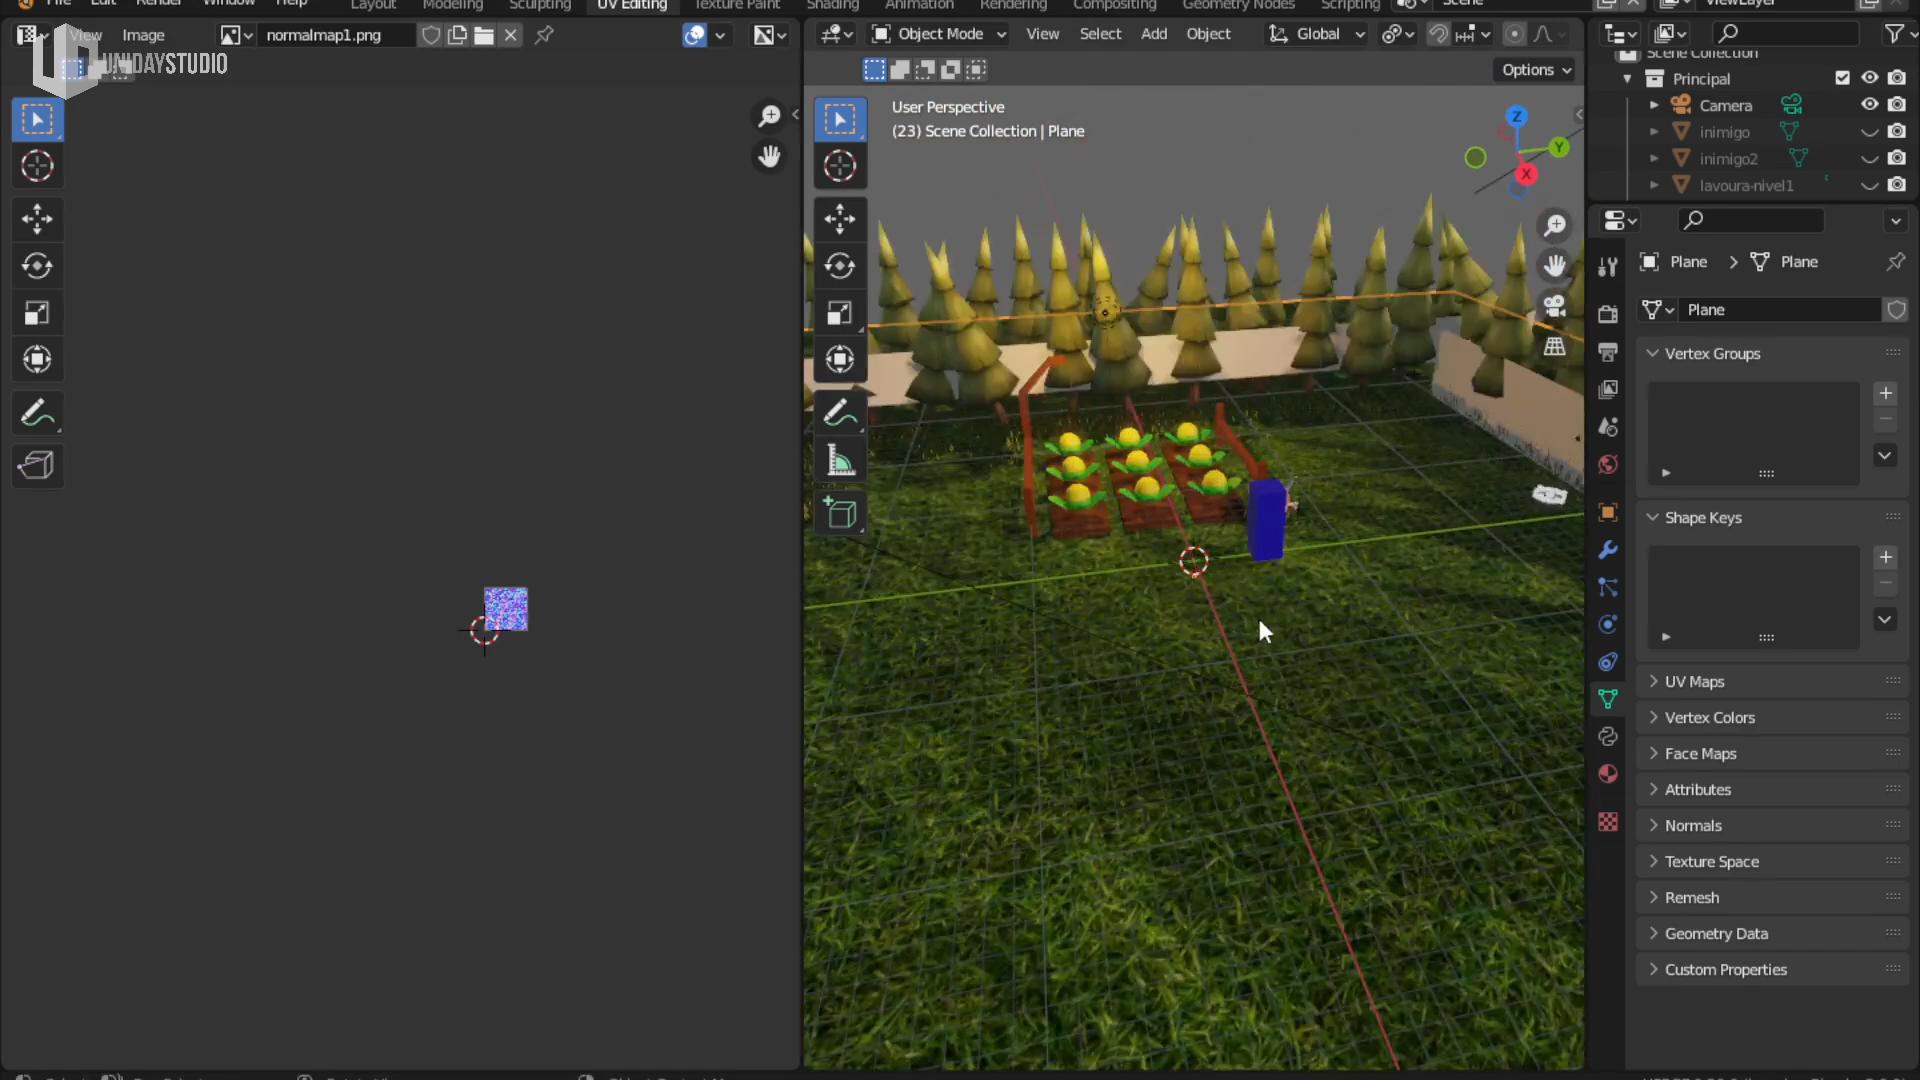 File Edit Render Window Help Layout Modeling Sculpting UV Editing Texture Paint Shading Animation Rendering Compositing Geometry Nodes Scripting Scene ViewLayer
View Image normalmap1.png Object Mode View Select Add Object Global
UNIDAYSTUDIO
Options
User Perspective
(23) Scene Collection | Plane
Z
Y
X
Scene Collection
Principal
Camera
inimigo
inimigo2
lavoura-nivel1
Plane > Plane
Plane
Vertex Groups
Shape Keys
UV Maps
Vertex Colors
Face Maps
Attributes
Normals
Texture Space
Remesh
Geometry Data
Custom Properties